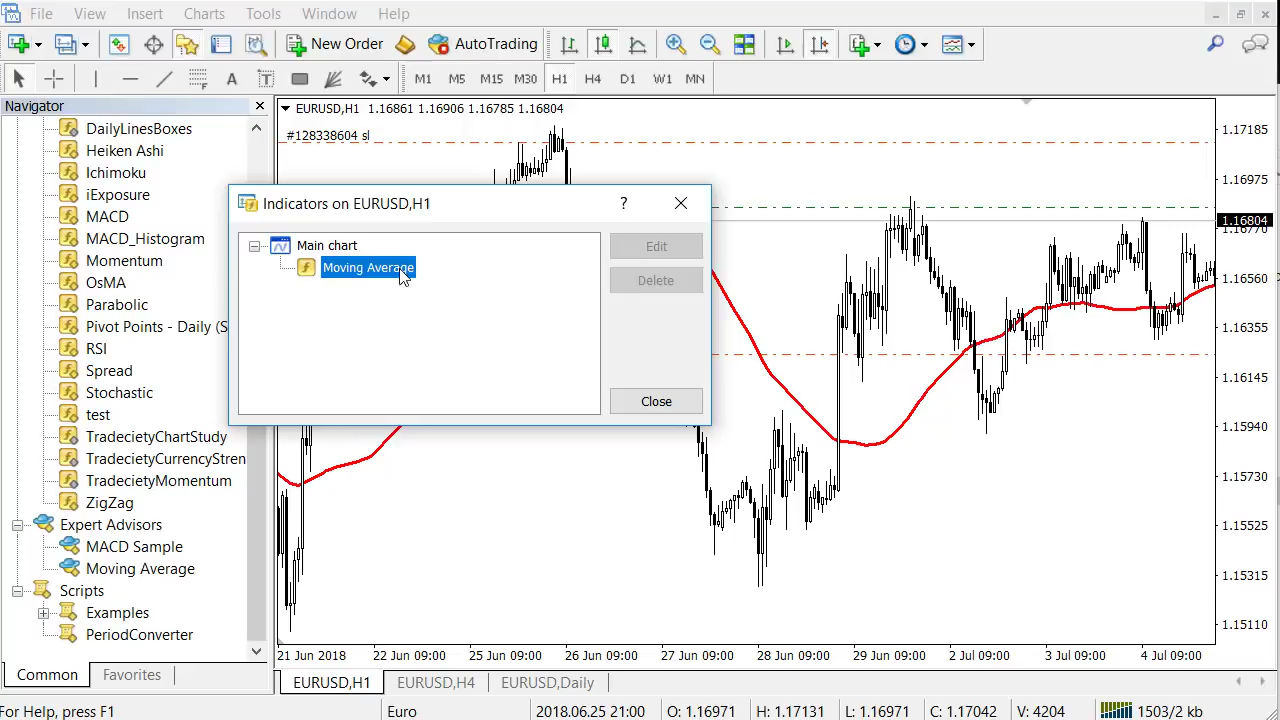 File View Insert Charts Tools Window Help
New Order AutoTrading
A T M1 M5 M15 M30 H1 H4 D1 W1 MN
Navigator
DailyLinesBoxes
Heiken Ashi
Ichimoku
iExposure
MACD
MACD_Histogram
Momentum
OsMA
Parabolic
Pivot Points - Daily (S
RSI
Spread
Stochastic
test
TradecietyChartStudy
TradecietyCurrencyStren
TradecietyMomentum
ZigZag
Expert Advisors
MACD Sample
Moving Average
Scripts
Examples
PeriodConverter
Common Favorites
EURUSD,H1 1.16861 1.16906 1.16785 1.16804
#128338604 sl
Indicators on EURUSD,H1 ?
Main chart
Moving Average
Edit
Delete
Close
1.17185
1.16975
1.16804
1.16770
1.16560
1.16355
1.16145
1.15940
1.15730
1.15525
1.15315
1.15110
21 Jun 2018 22 Jun 09:00 25 Jun 09:00 26 Jun 09:00 27 Jun 09:00 28 Jun 09:00 29 Jun 09:00 2 Jul 09:00 3 Jul 09:00 4 Jul 09:00
EURUSD,H1 EURUSD,H4 EURUSD,Daily
For Help, press F1 Euro 2018.06.25 21:00 O: 1.16971 H: 1.17131 L: 1.16971 C: 1.17042 V: 4204 1503/2 kb